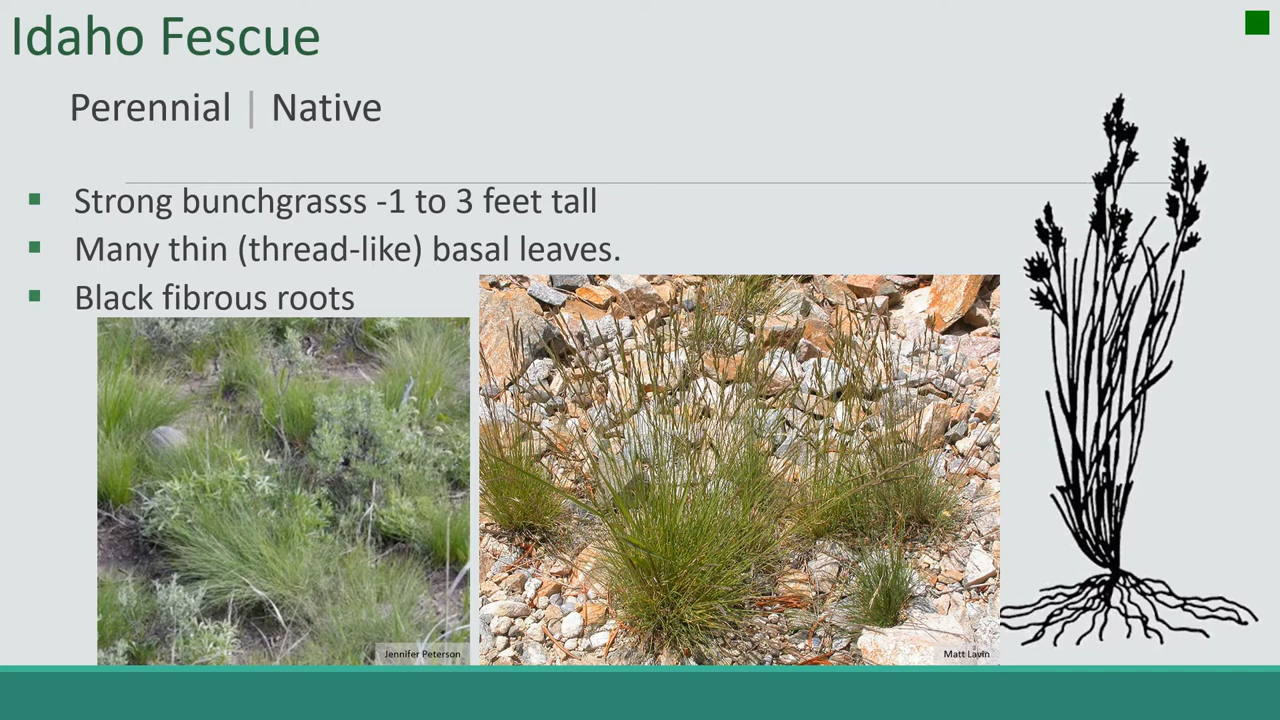 Idaho Fescue
Perennial | Native
Strong bunchgrasss -1 to 3 feet tall
Many thin (thread-like) basal leaves.
Black fibrous roots
Jennifer Peterson
Matt Lavin